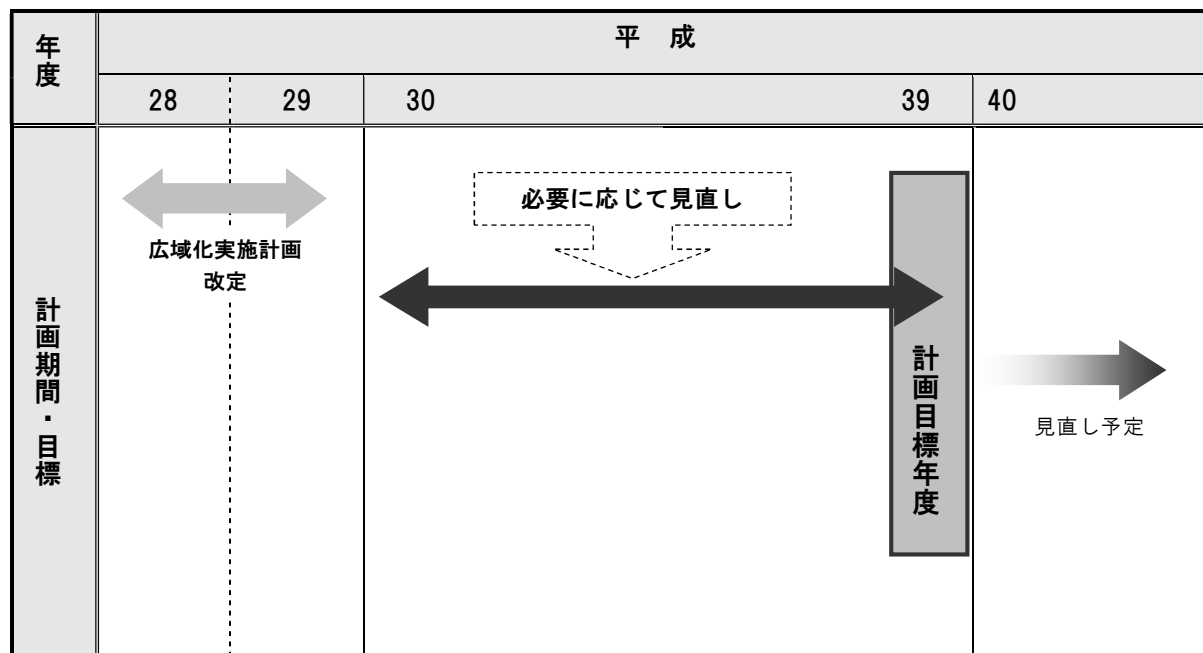 年度
平 成
28 29 30 39 40
計画期間・目標
広域化実施計画
改定
必要に応じて見直し
計画目標年度
見直し予定